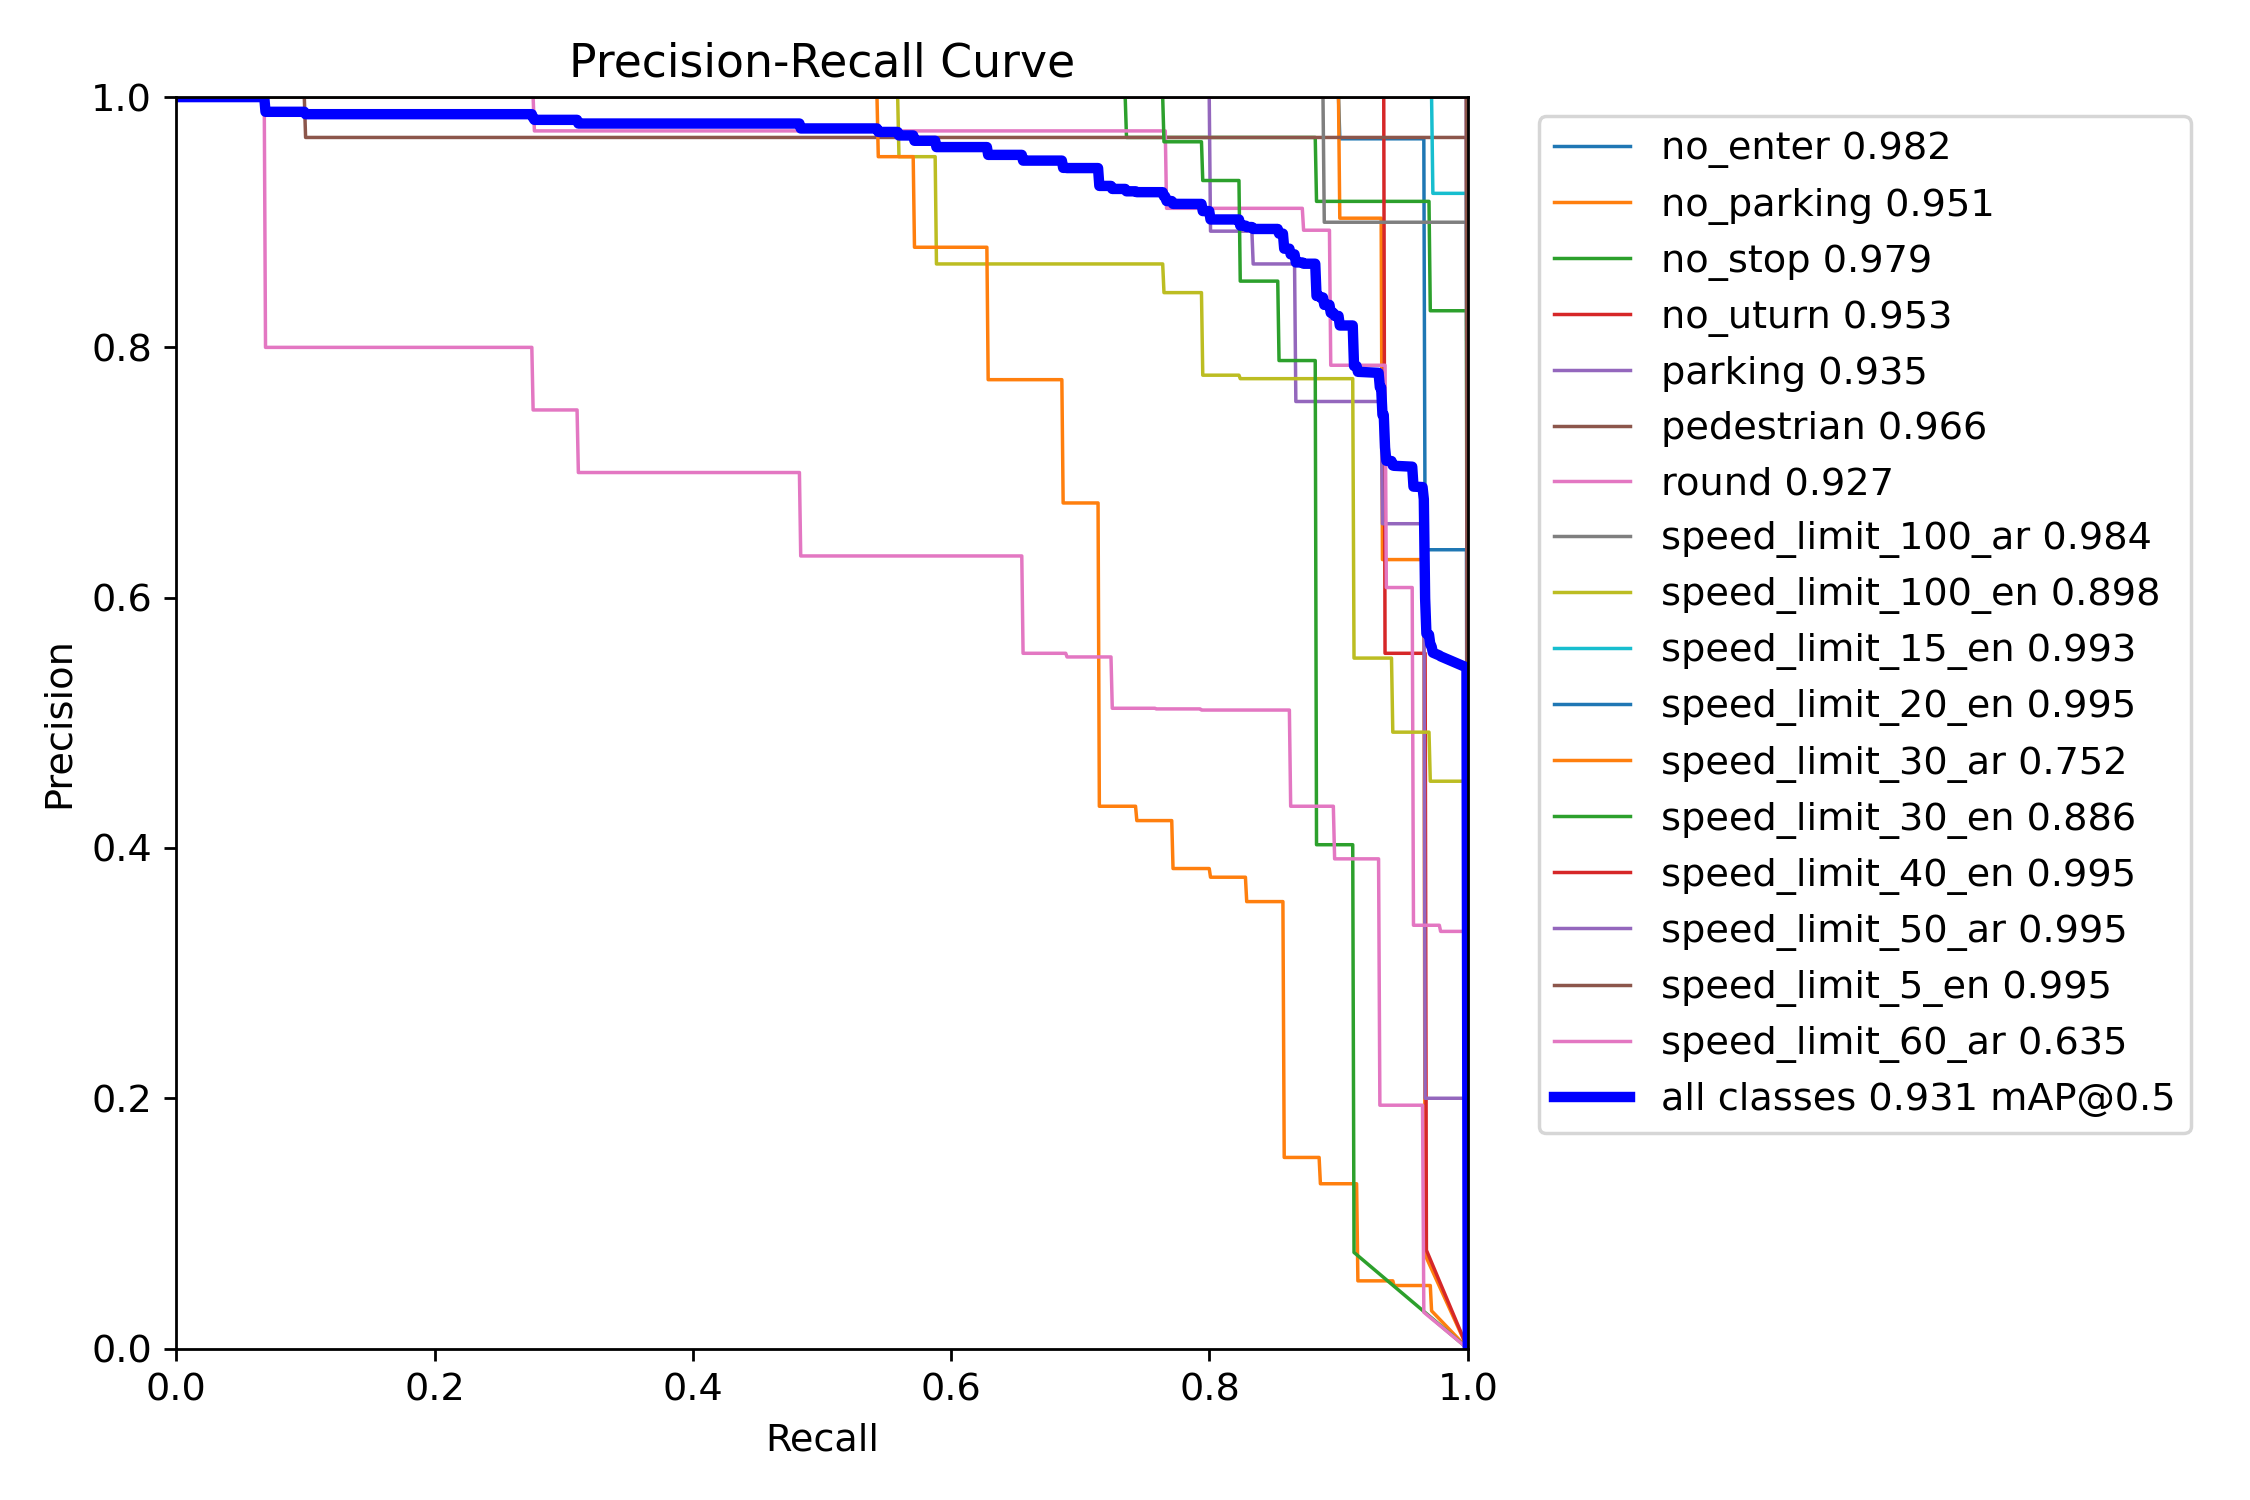 Precision-Recall Curve
1.0
0.8
0.6
0.4
0.2
0.0
Precision
0.0 0.2 0.4 0.6 0.8 1.0
Recall
no_enter 0.982
no_parking 0.951
no_stop 0.979
no_uturn 0.953
parking 0.935
pedestrian 0.966
round 0.927
speed_limit_100_ar 0.984
speed_limit_100_en 0.898
speed_limit_15_en 0.993
speed_limit_20_en 0.995
speed_limit_30_ar 0.752
speed_limit_30_en 0.886
speed_limit_40_en 0.995
speed_limit_50_ar 0.995
speed_limit_5_en 0.995
speed_limit_60_ar 0.635
all classes 0.931 mAP@0.5